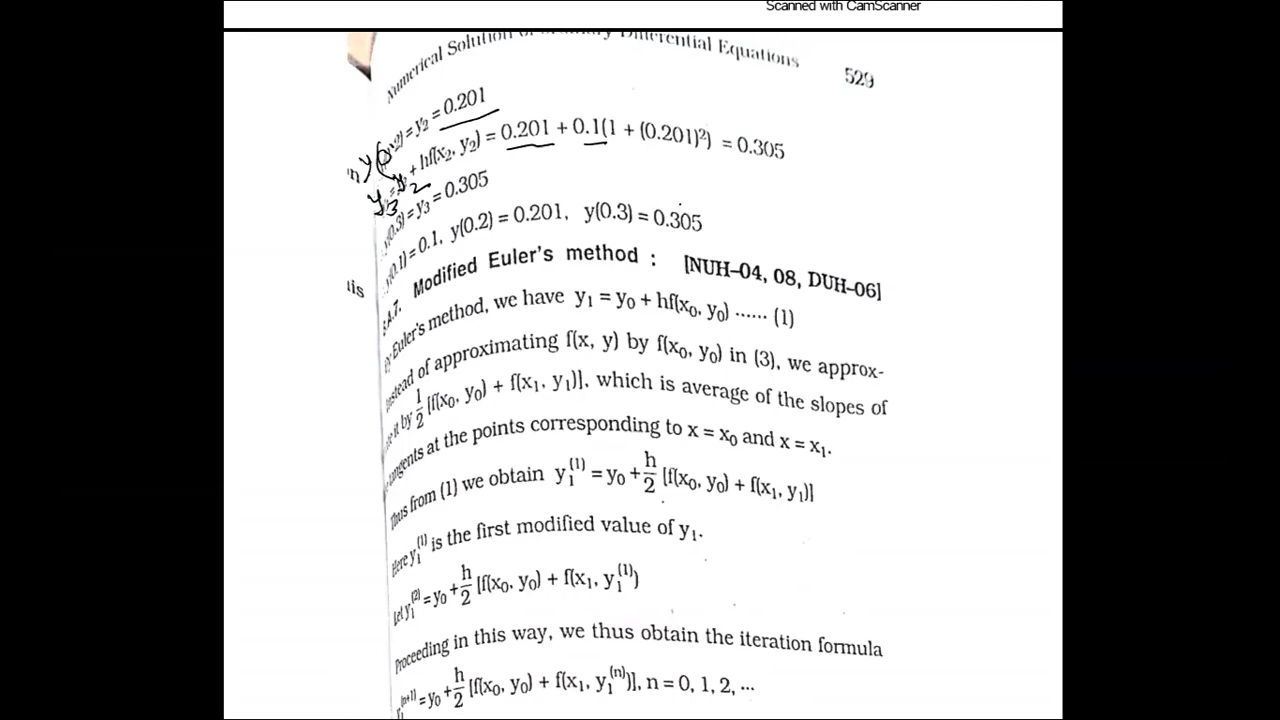 Scanned with CamScanner
Numerical Solution of Ordinary Differential Equations 529
y(0.2) = y₂ = 0.201
y₃ = y₂ + hf(x₂, y₂) = 0.201 + 0.1(1 + (0.201)²) = 0.305
y(0.3) = y₃ = 0.305
y(0.1) = 0.1, y(0.2) = 0.201, y(0.3) = 0.305
Modified Euler's method : [NUH–04, 08, DUH–06]
Euler's method, we have y₁ = y₀ + hf(x₀, y₀) ...... (1)
Instead of approximating f(x, y) by f(x₀, y₀) in (3), we approx-
it by 1/2 [f(x₀, y₀) + f(x₁, y₁)], which is average of the slopes of
tangents at the points corresponding to x = x₀ and x = x₁.
Thus from (1) we obtain y₁⁽¹⁾ = y₀ + h/2 [f(x₀, y₀) + f(x₁, y₁)]
Here y₁⁽¹⁾ is the first modified value of y₁.
Let y₁⁽²⁾ = y₀ + h/2 [f(x₀, y₀) + f(x₁, y₁⁽¹⁾)
Proceeding in this way, we thus obtain the iteration formula
y₁⁽ⁿ⁺¹⁾ = y₀ + h/2 [f(x₀, y₀) + f(x₁, y₁⁽ⁿ⁾)], n = 0, 1, 2, ...